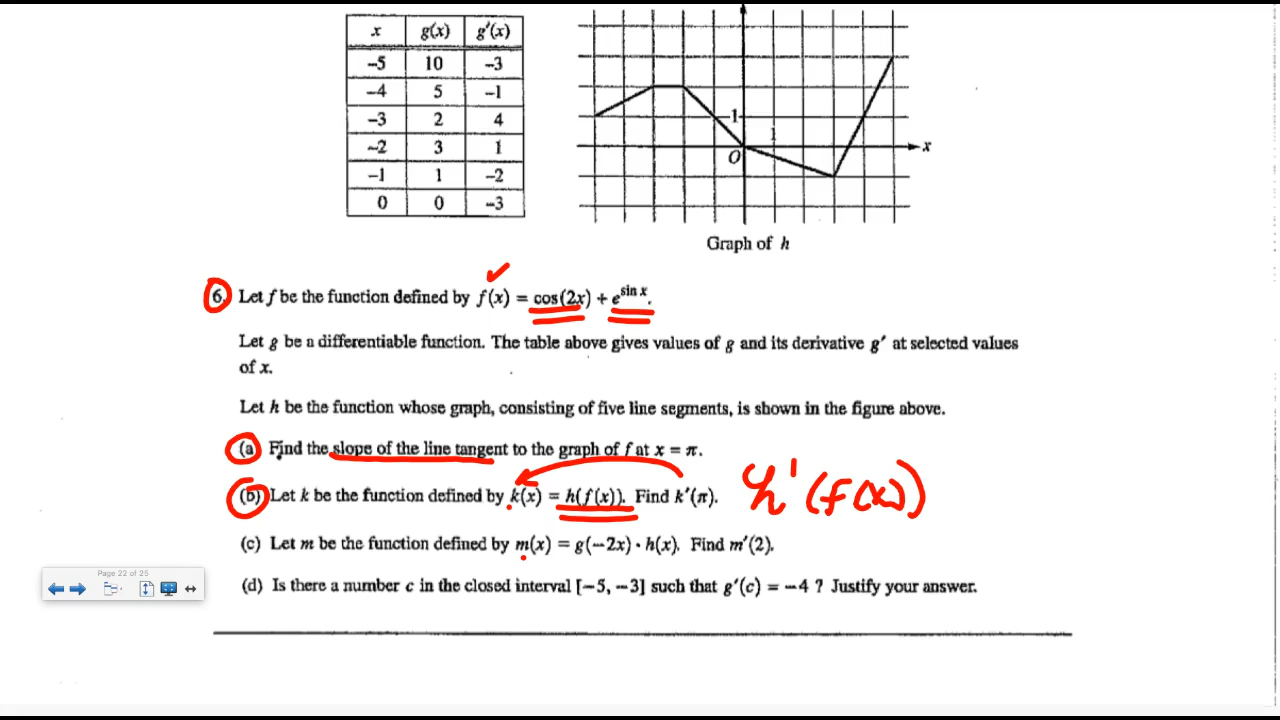 x g(x) g′(x)
−5 10 −3
−4 5 −1
−3 2 4
−2 3 1
−1 1 −2
0 0 −3
1
1
O
x
Graph of h
6. Let f be the function defined by f(x) = cos(2x) + e^{sin x}.
Let g be a differentiable function. The table above gives values of g and its derivative g′ at selected values
of x.
Let h be the function whose graph, consisting of five line segments, is shown in the figure above.
(a) Find the slope of the line tangent to the graph of f at x = π.
(b) Let k be the function defined by k(x) = h(f(x)). Find k′(π).
h'(f(x))
(c) Let m be the function defined by m(x) = g(−2x) · h(x). Find m′(2).
(d) Is there a number c in the closed interval [−5, −3] such that g′(c) = −4 ? Justify your answer.
Page 22 of 25